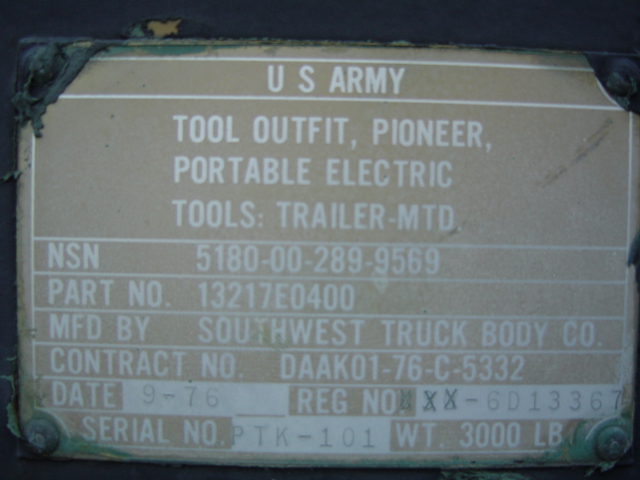 U S ARMY
TOOL OUTFIT, PIONEER,
PORTABLE ELECTRIC
TOOLS: TRAILER-MTD
NSN 5180-00-289-9569
PART NO. 13217E0400
MFD BY SOUTHWEST TRUCK BODY CO.
CONTRACT NO. DAAK01-76-C-5332
DATE 9-76 REG NO XX-6D13367
SERIAL NO. PTK-101 WT. 3000 LB